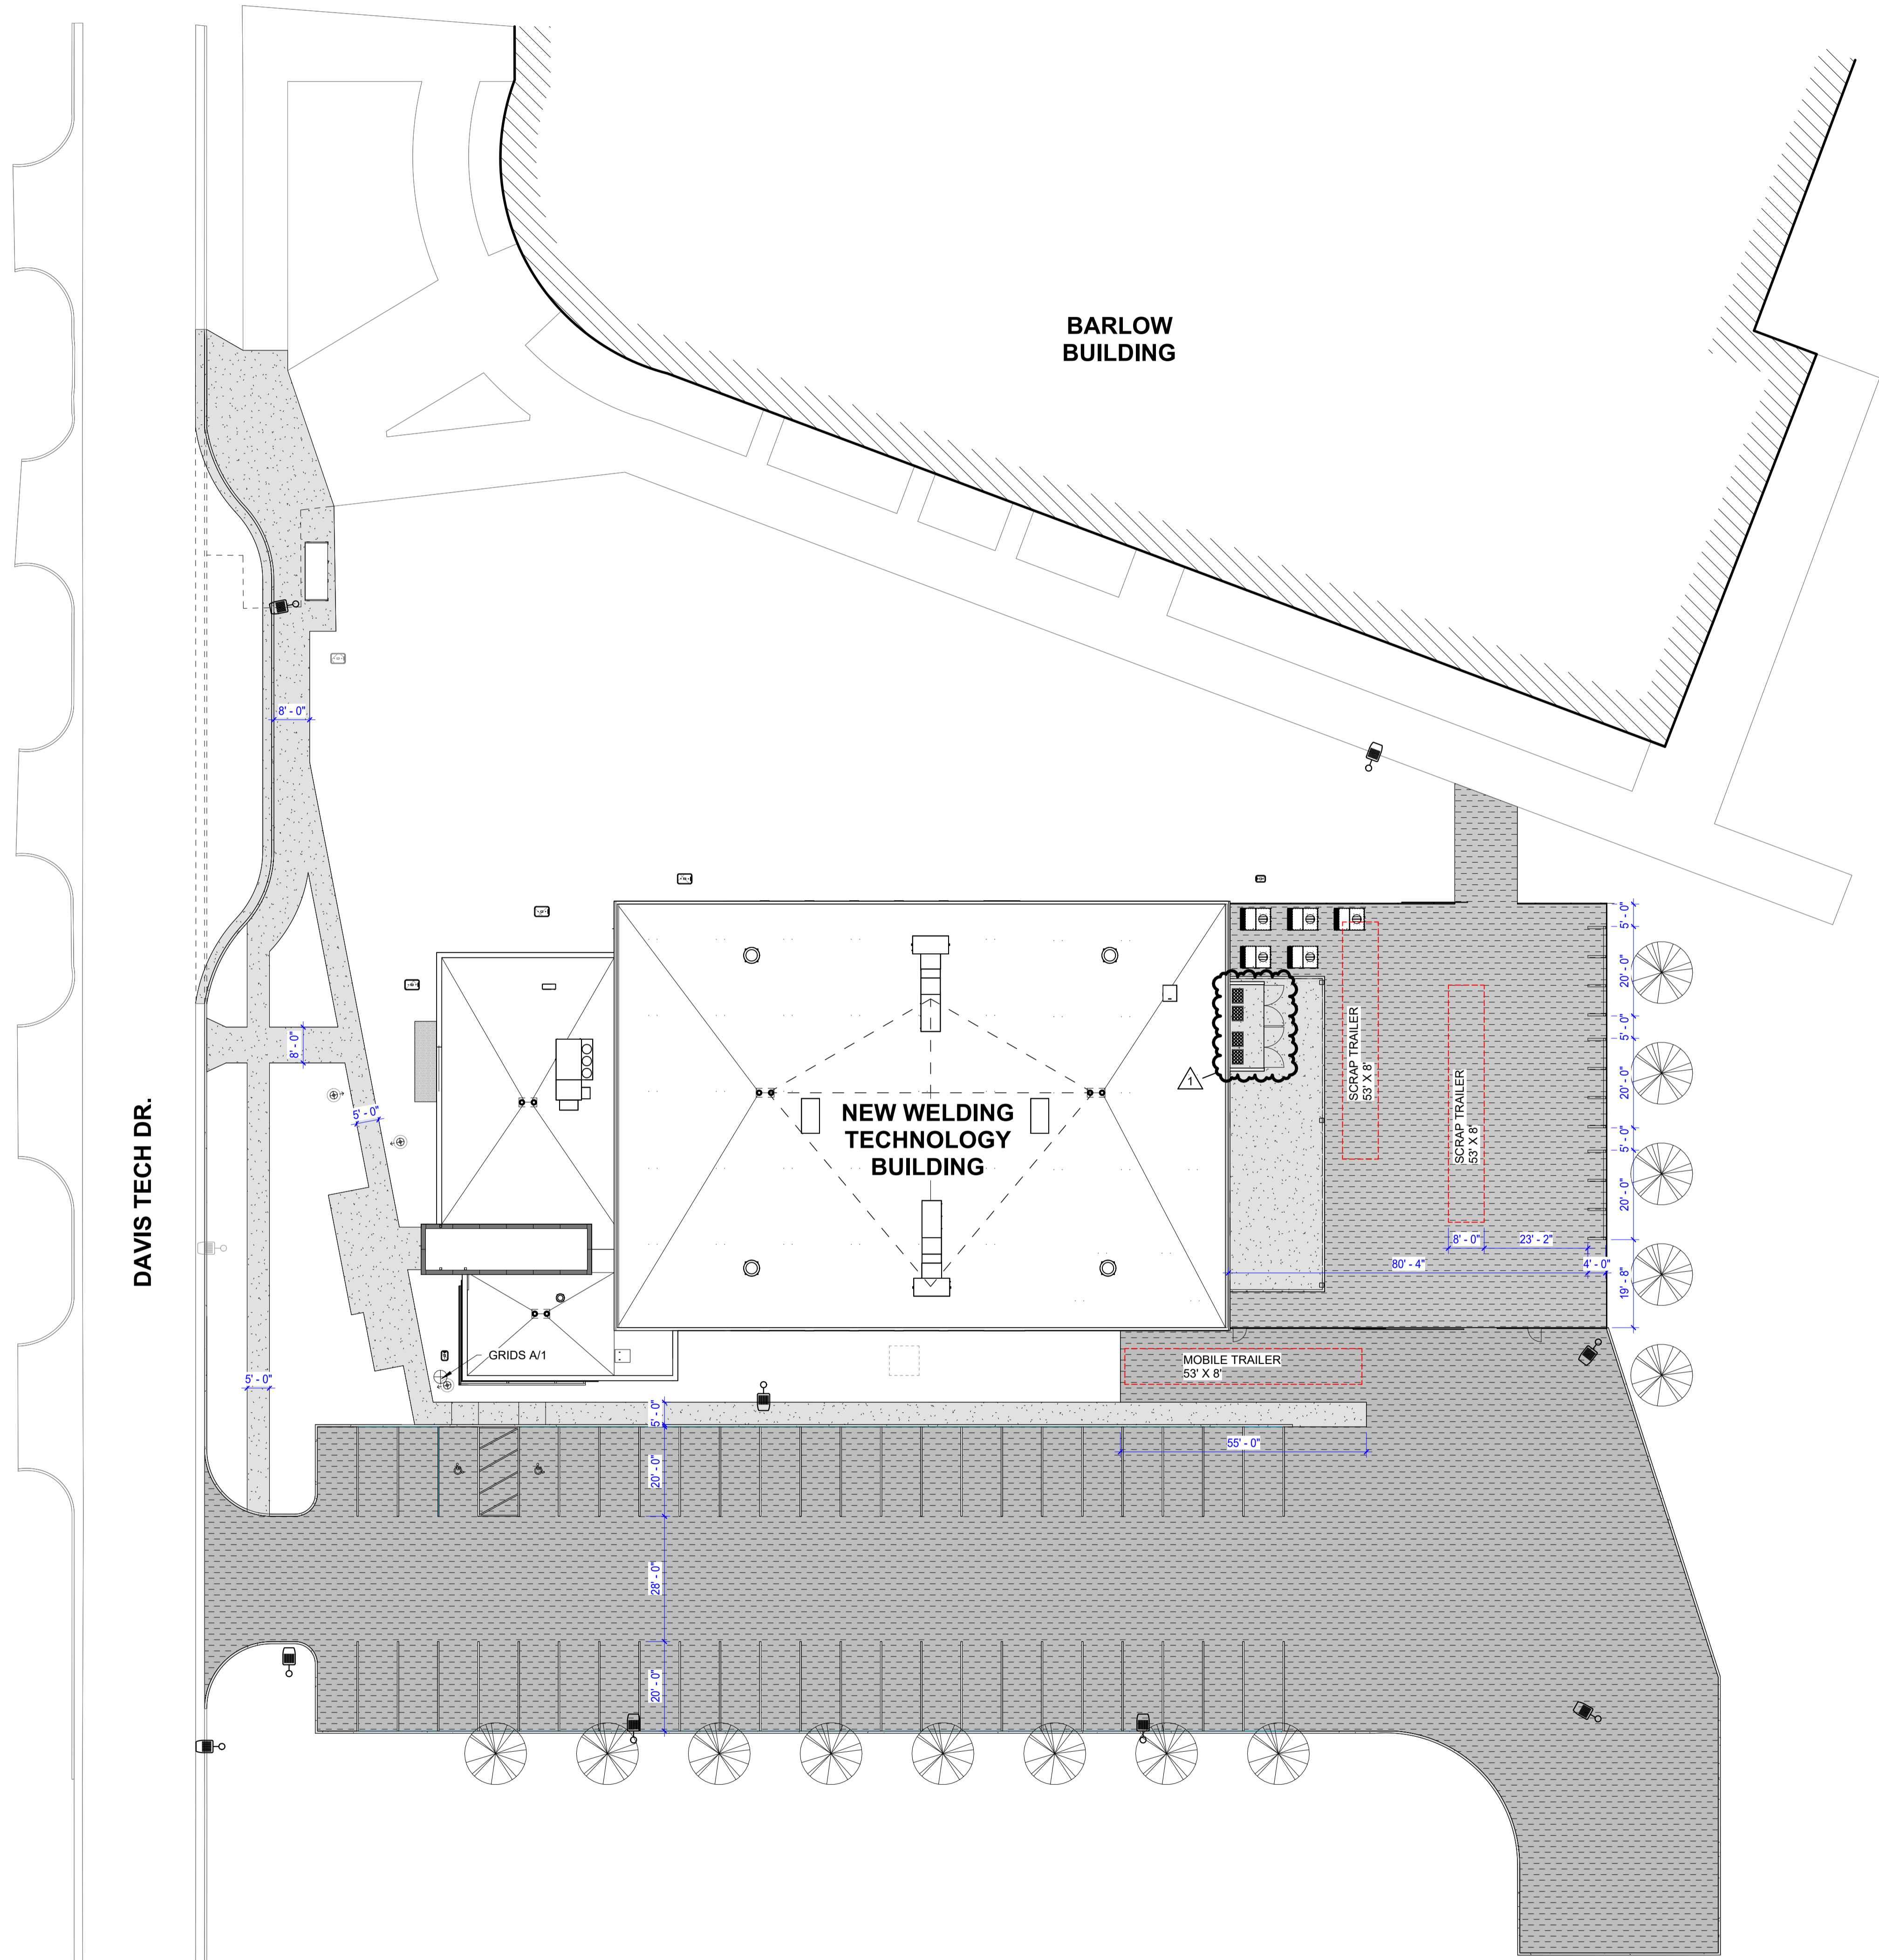 BARLOW
BUILDING
8' - 0"
DAVIS TECH DR.
8' - 0"
5' - 0"
5' - 0"
NEW WELDING
TECHNOLOGY
BUILDING
1
SCRAP TRAILER
53' X 8'
SCRAP TRAILER
53' X 8'
5' - 0"
20' - 0"
5' - 0"
20' - 0"
5' - 0"
20' - 0"
19' - 8"
8' - 0"
23' - 2"
80' - 4"
4' - 0"
GRIDS A/1
MOBILE TRAILER
53' X 8'
5' - 0"
55' - 0"
20' - 0"
28' - 0"
20' - 0"